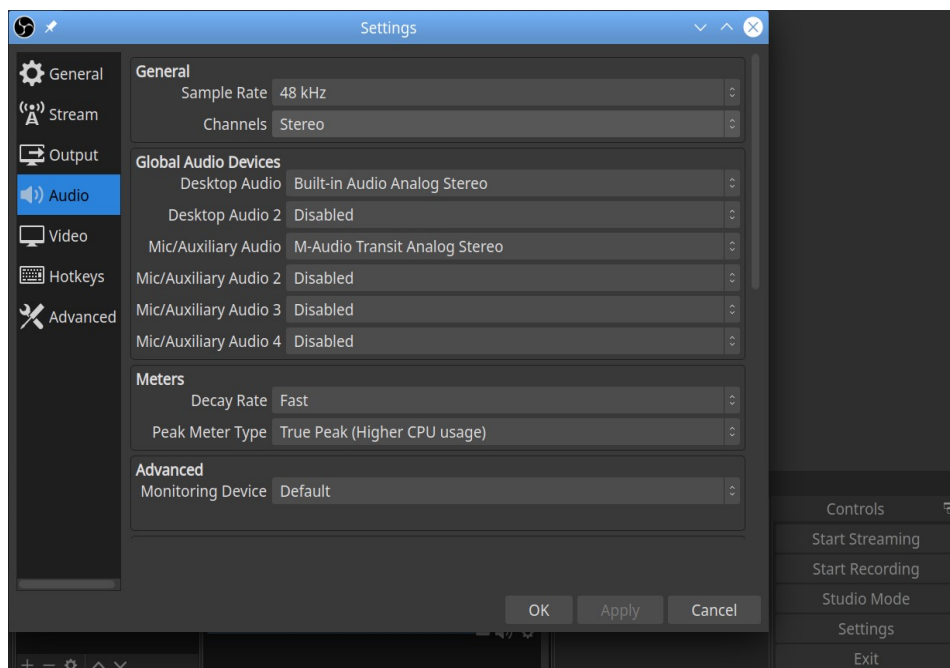 Settings
General
Stream
Output
Audio
Video
Hotkeys
Advanced
General
Sample Rate 48 kHz
Channels Stereo
Global Audio Devices
Desktop Audio Built-in Audio Analog Stereo
Desktop Audio 2 Disabled
Mic/Auxiliary Audio M-Audio Transit Analog Stereo
Mic/Auxiliary Audio 2 Disabled
Mic/Auxiliary Audio 3 Disabled
Mic/Auxiliary Audio 4 Disabled
Meters
Decay Rate Fast
Peak Meter Type True Peak (Higher CPU usage)
Advanced
Monitoring Device Default
OK Apply Cancel
Controls
Start Streaming
Start Recording
Studio Mode
Settings
Exit